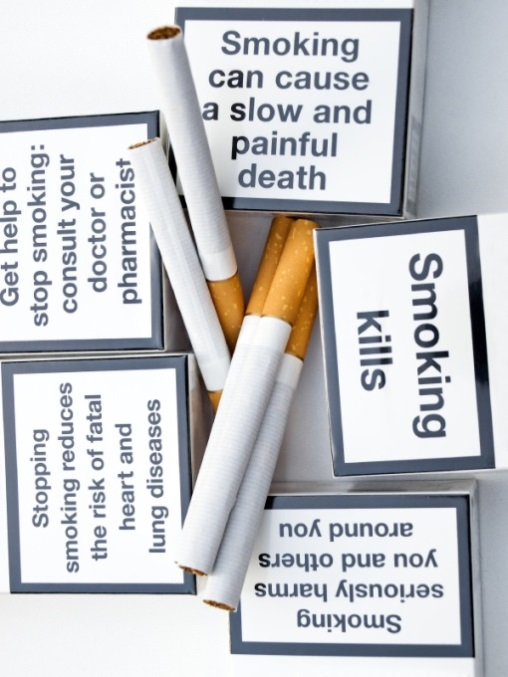 Smoking
can cause
a slow and
painful
death
Get help to
stop smoking:
consult your
doctor or
pharmacist
Smoking
kills
Stopping
smoking reduces
the risk of fatal
heart and
lung diseases
Smoking
seriously harms
you and others
around you